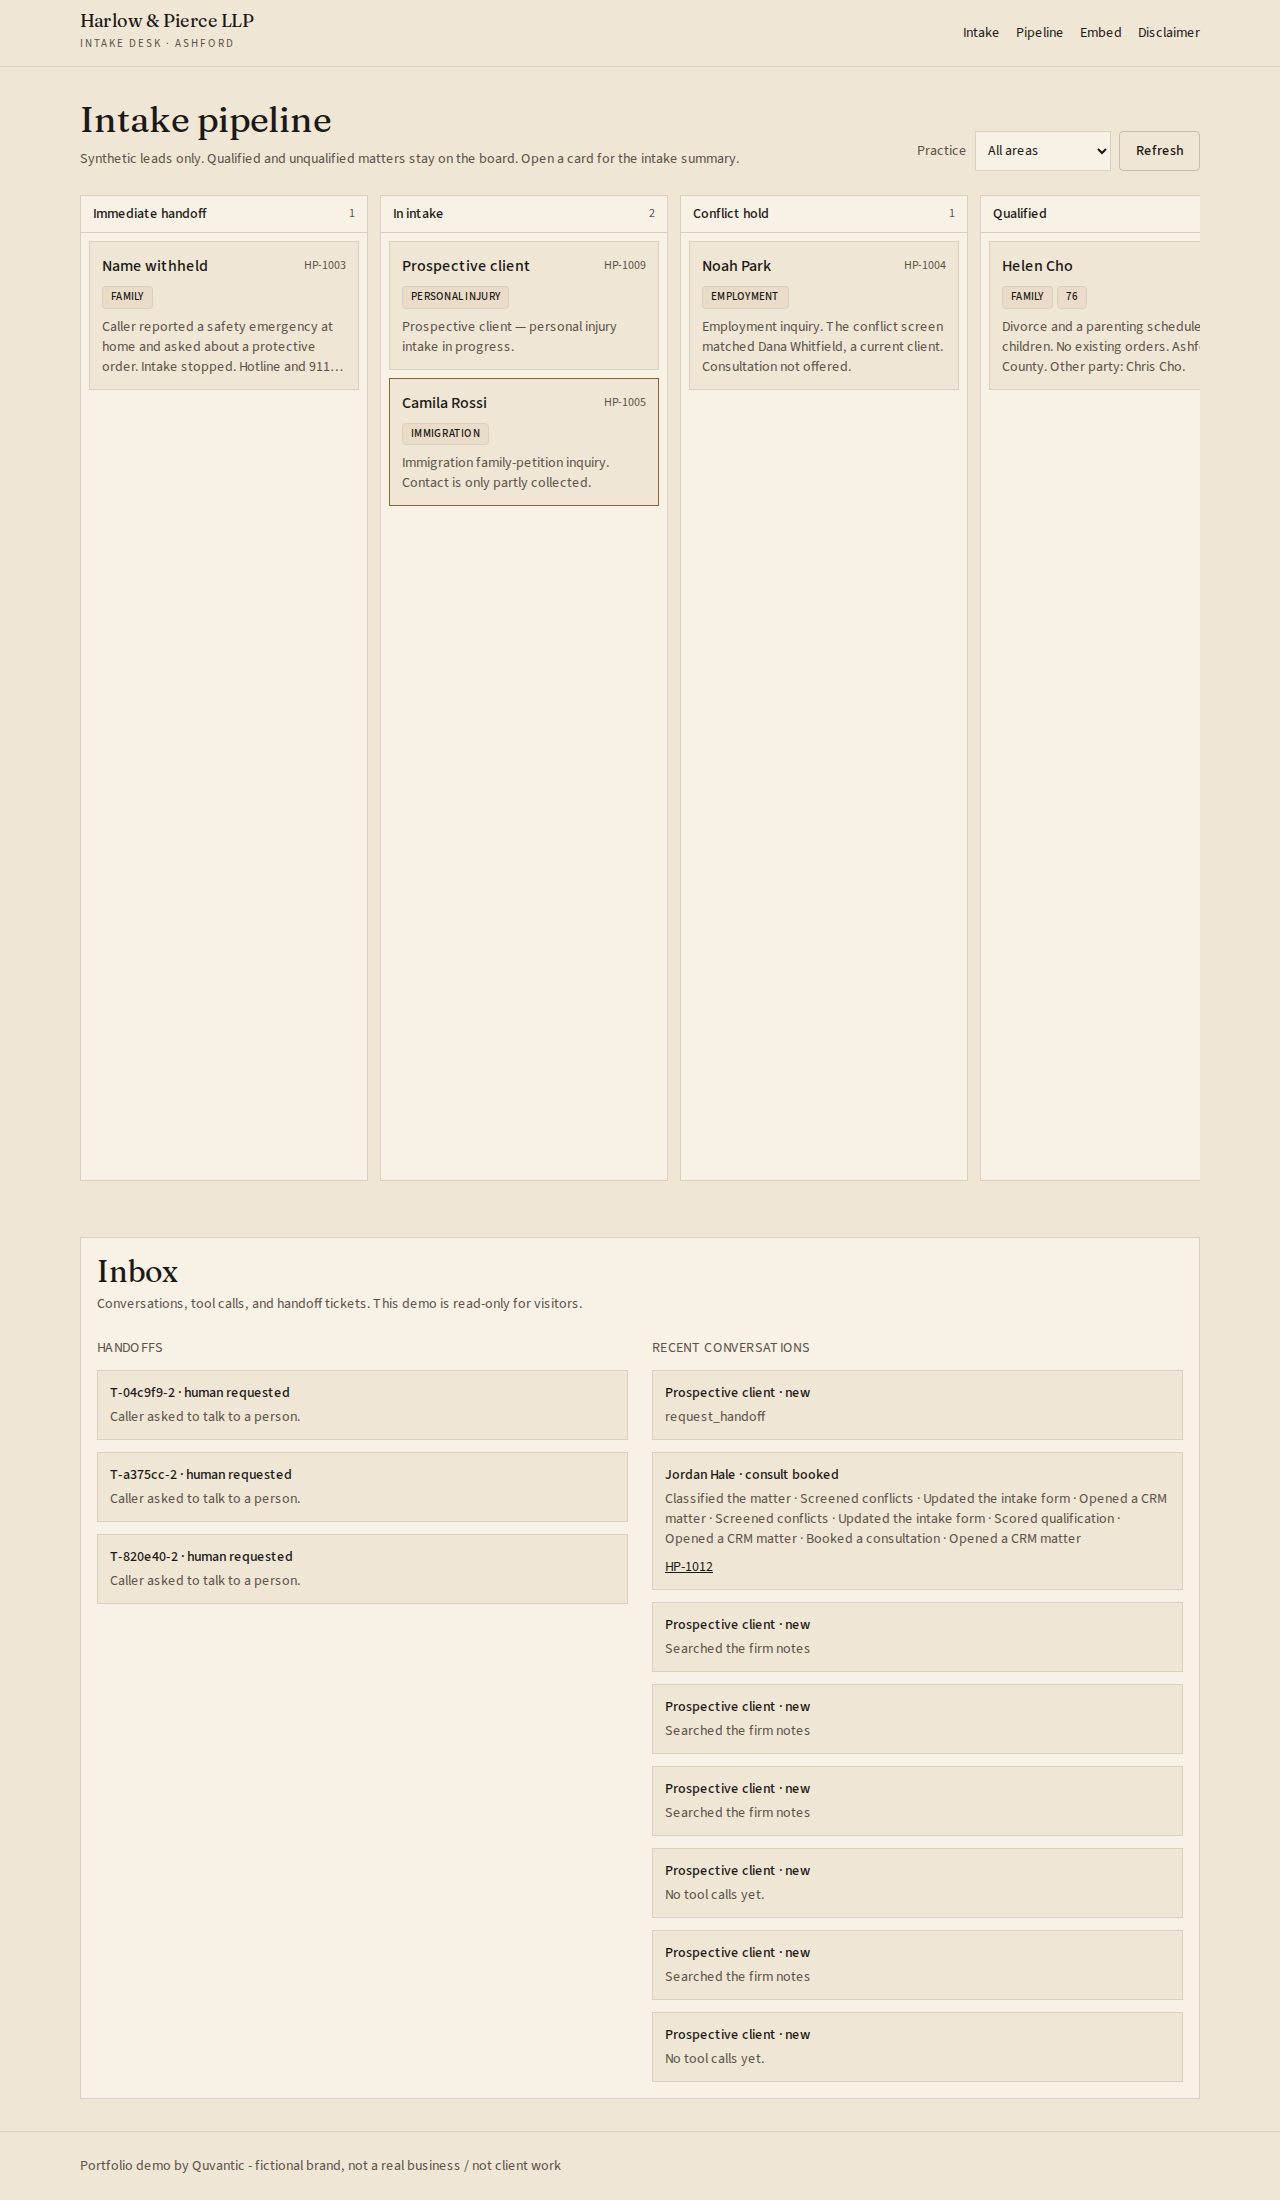 Harlow & Pierce LLP
INTAKE DESK · ASHFORD
Intake
Pipeline
Embed
Disclaimer
Intake pipeline
Synthetic leads only. Qualified and unqualified matters stay on the board. Open a card for the intake summary.
Practice
All areas
Refresh
Immediate handoff
1
Name withheld
HP-1003
FAMILY
Caller reported a safety emergency at
home and asked about a protective
order. Intake stopped. Hotline and 911…
In intake
2
Prospective client
HP-1009
PERSONAL INJURY
Prospective client — personal injury
intake in progress.
Camila Rossi
HP-1005
IMMIGRATION
Immigration family-petition inquiry.
Contact is only partly collected.
Conflict hold
1
Noah Park
HP-1004
EMPLOYMENT
Employment inquiry. The conflict screen
matched Dana Whitfield, a current client.
Consultation not offered.
Qualified
Helen Cho
FAMILY
76
Divorce and a parenting schedule
children. No existing orders.
County. Other party: Chris Cho.
Inbox
Conversations, tool calls, and handoff tickets. This demo is read-only for visitors.
HANDOFFS
T-04c9f9-2 · human requested
Caller asked to talk to a person.
T-a375cc-2 · human requested
Caller asked to talk to a person.
T-820e40-2 · human requested
Caller asked to talk to a person.
RECENT CONVERSATIONS
Prospective client · new
request_handoff
Jordan Hale · consult booked
Classified the matter · Screened conflicts · Updated the intake form · Opened a CRM
matter · Screened conflicts · Updated the intake form · Scored qualification ·
Opened a CRM matter · Booked a consultation · Opened a CRM matter
HP-1012
Prospective client · new
Searched the firm notes
Prospective client · new
Searched the firm notes
Prospective client · new
Searched the firm notes
Prospective client · new
No tool calls yet.
Prospective client · new
Searched the firm notes
Prospective client · new
No tool calls yet.
Portfolio demo by Quvantic - fictional brand, not a real business / not client work